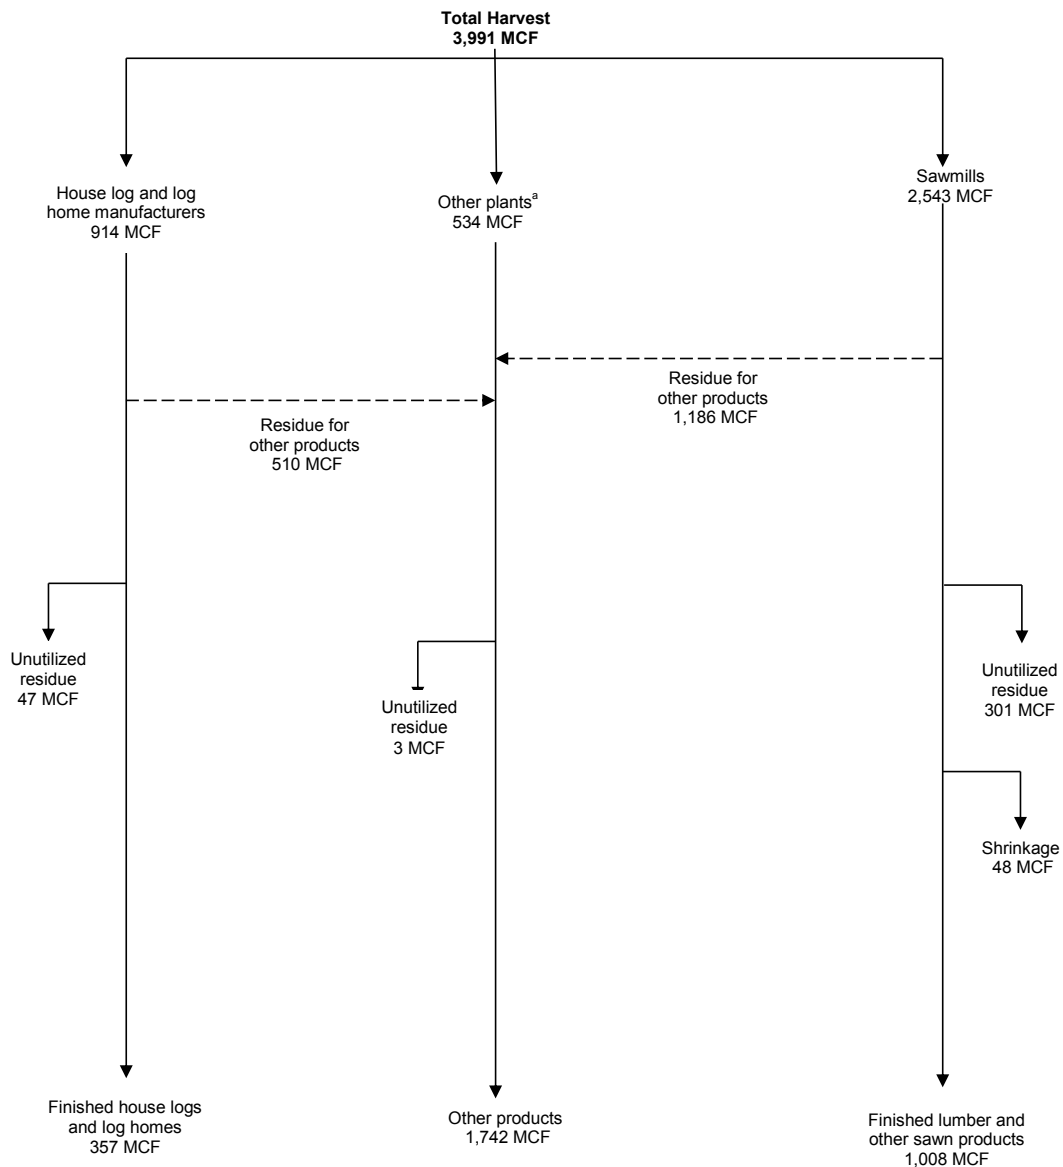 Total Harvest
3,991 MCF
House log and log
home manufacturers
914 MCF
Other plantsᵃ
534 MCF
Sawmills
2,543 MCF
Residue for
other products
1,186 MCF
Residue for
other products
510 MCF
Unutilized
residue
47 MCF
Unutilized
residue
3 MCF
Unutilized
residue
301 MCF
Shrinkage
48 MCF
Finished house logs
and log homes
357 MCF
Other products
1,742 MCF
Finished lumber and
other sawn products
1,008 MCF